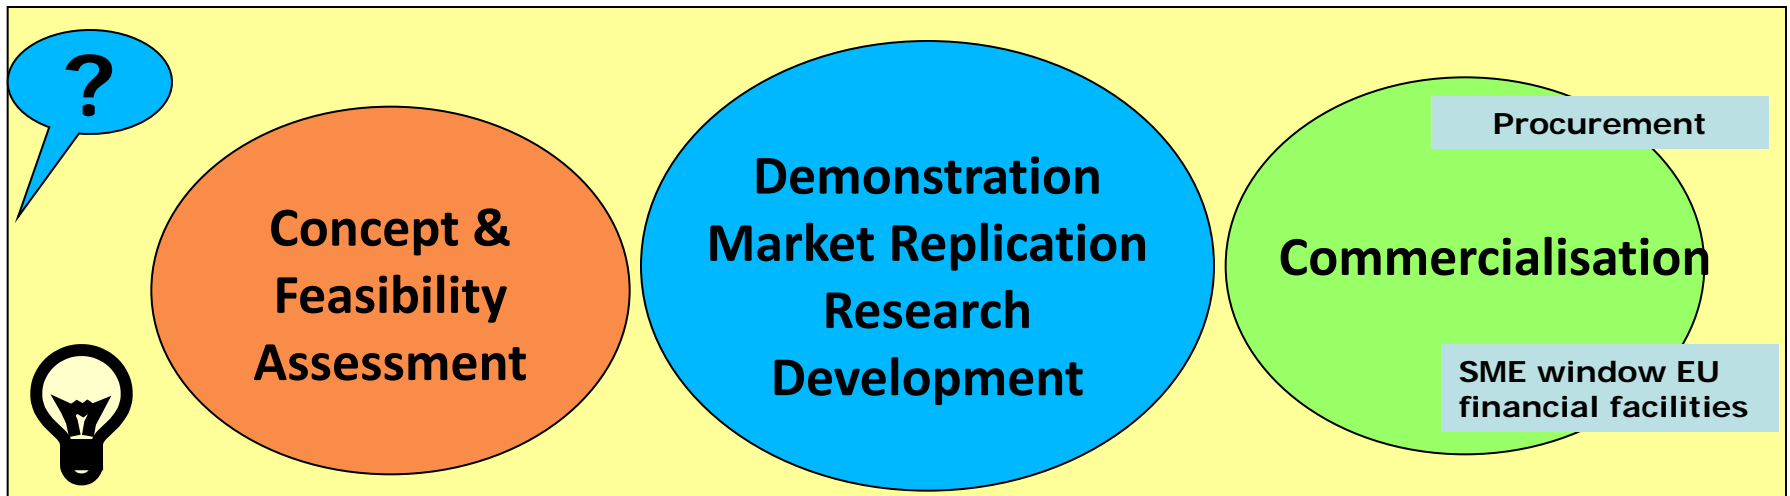 ?
Concept &
Feasibility
Assessment
Demonstration
Market Replication
Research
Development
Procurement
Commercialisation
SME window EU
financial facilities